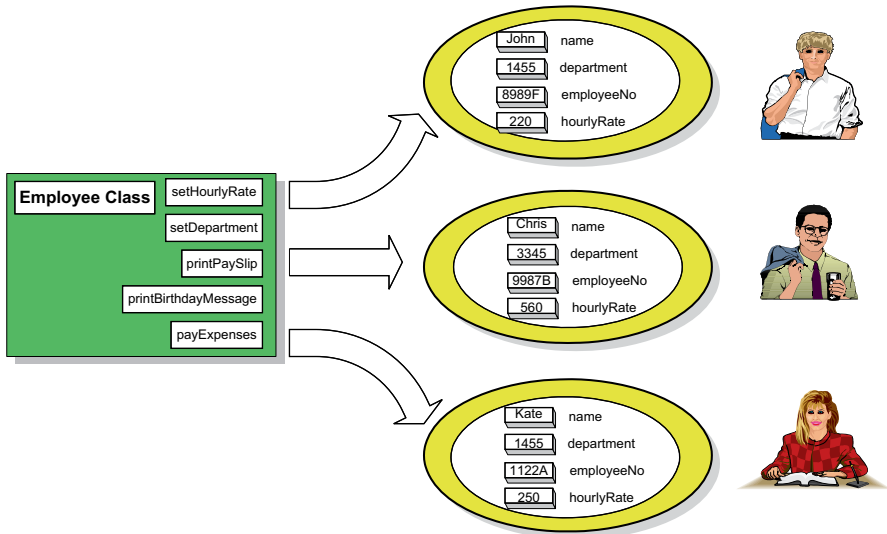 Employee Class
setHourlyRate
setDepartment
printPaySlip
printBirthdayMessage
payExpenses
John name
1455 department
8989F employeeNo
220 hourlyRate
Chris name
3345 department
9987B employeeNo
560 hourlyRate
Kate name
1455 department
1122A employeeNo
250 hourlyRate